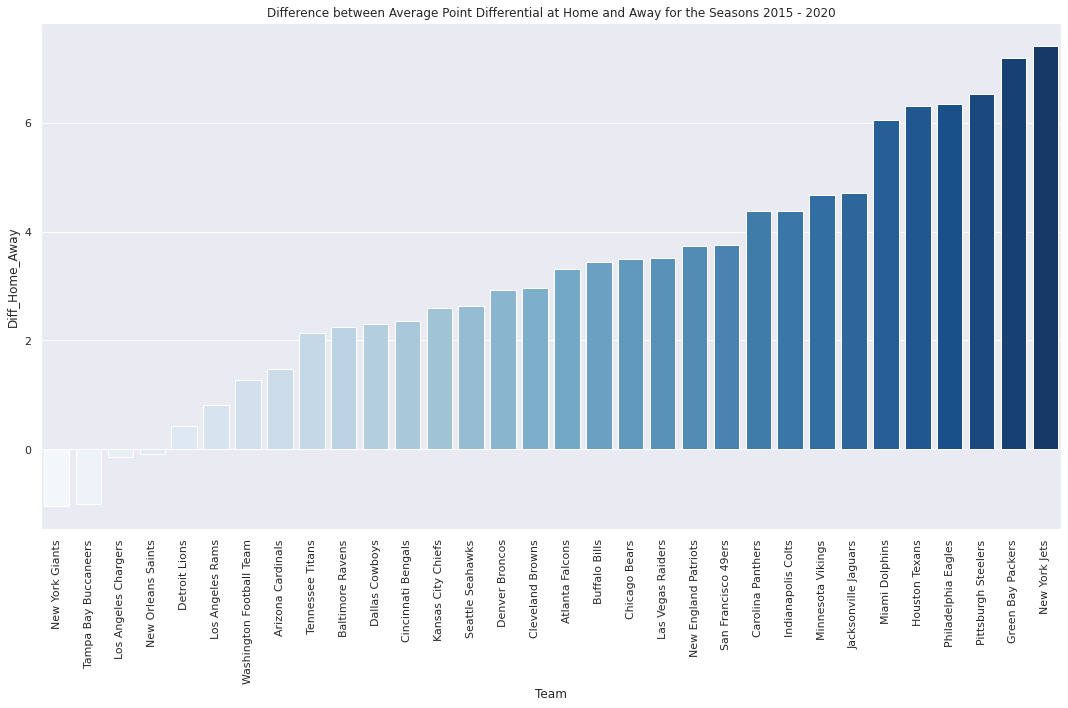 Difference between Average Point Differential at Home and Away for the Seasons 2015 - 2020
Diff_Home_Away
6
4
2
0
New York Giants
Tampa Bay Buccaneers
Los Angeles Chargers
New Orleans Saints
Detroit Lions
Los Angeles Rams
Washington Football Team
Arizona Cardinals
Tennessee Titans
Baltimore Ravens
Dallas Cowboys
Cincinnati Bengals
Kansas City Chiefs
Seattle Seahawks
Denver Broncos
Cleveland Browns
Atlanta Falcons
Buffalo Bills
Chicago Bears
Las Vegas Raiders
New England Patriots
San Francisco 49ers
Carolina Panthers
Indianapolis Colts
Minnesota Vikings
Jacksonville Jaguars
Miami Dolphins
Houston Texans
Philadelphia Eagles
Pittsburgh Steelers
Green Bay Packers
New York Jets
Team